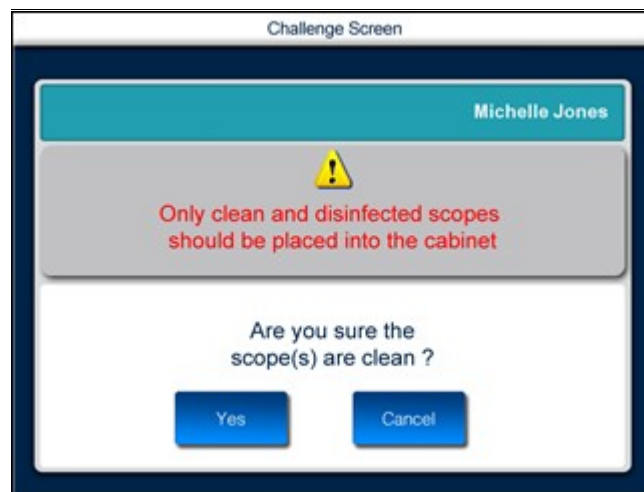 Challenge Screen
Michelle Jones
!
Only clean and disinfected scopes
should be placed into the cabinet
Are you sure the
scope(s) are clean ?
Yes
Cancel